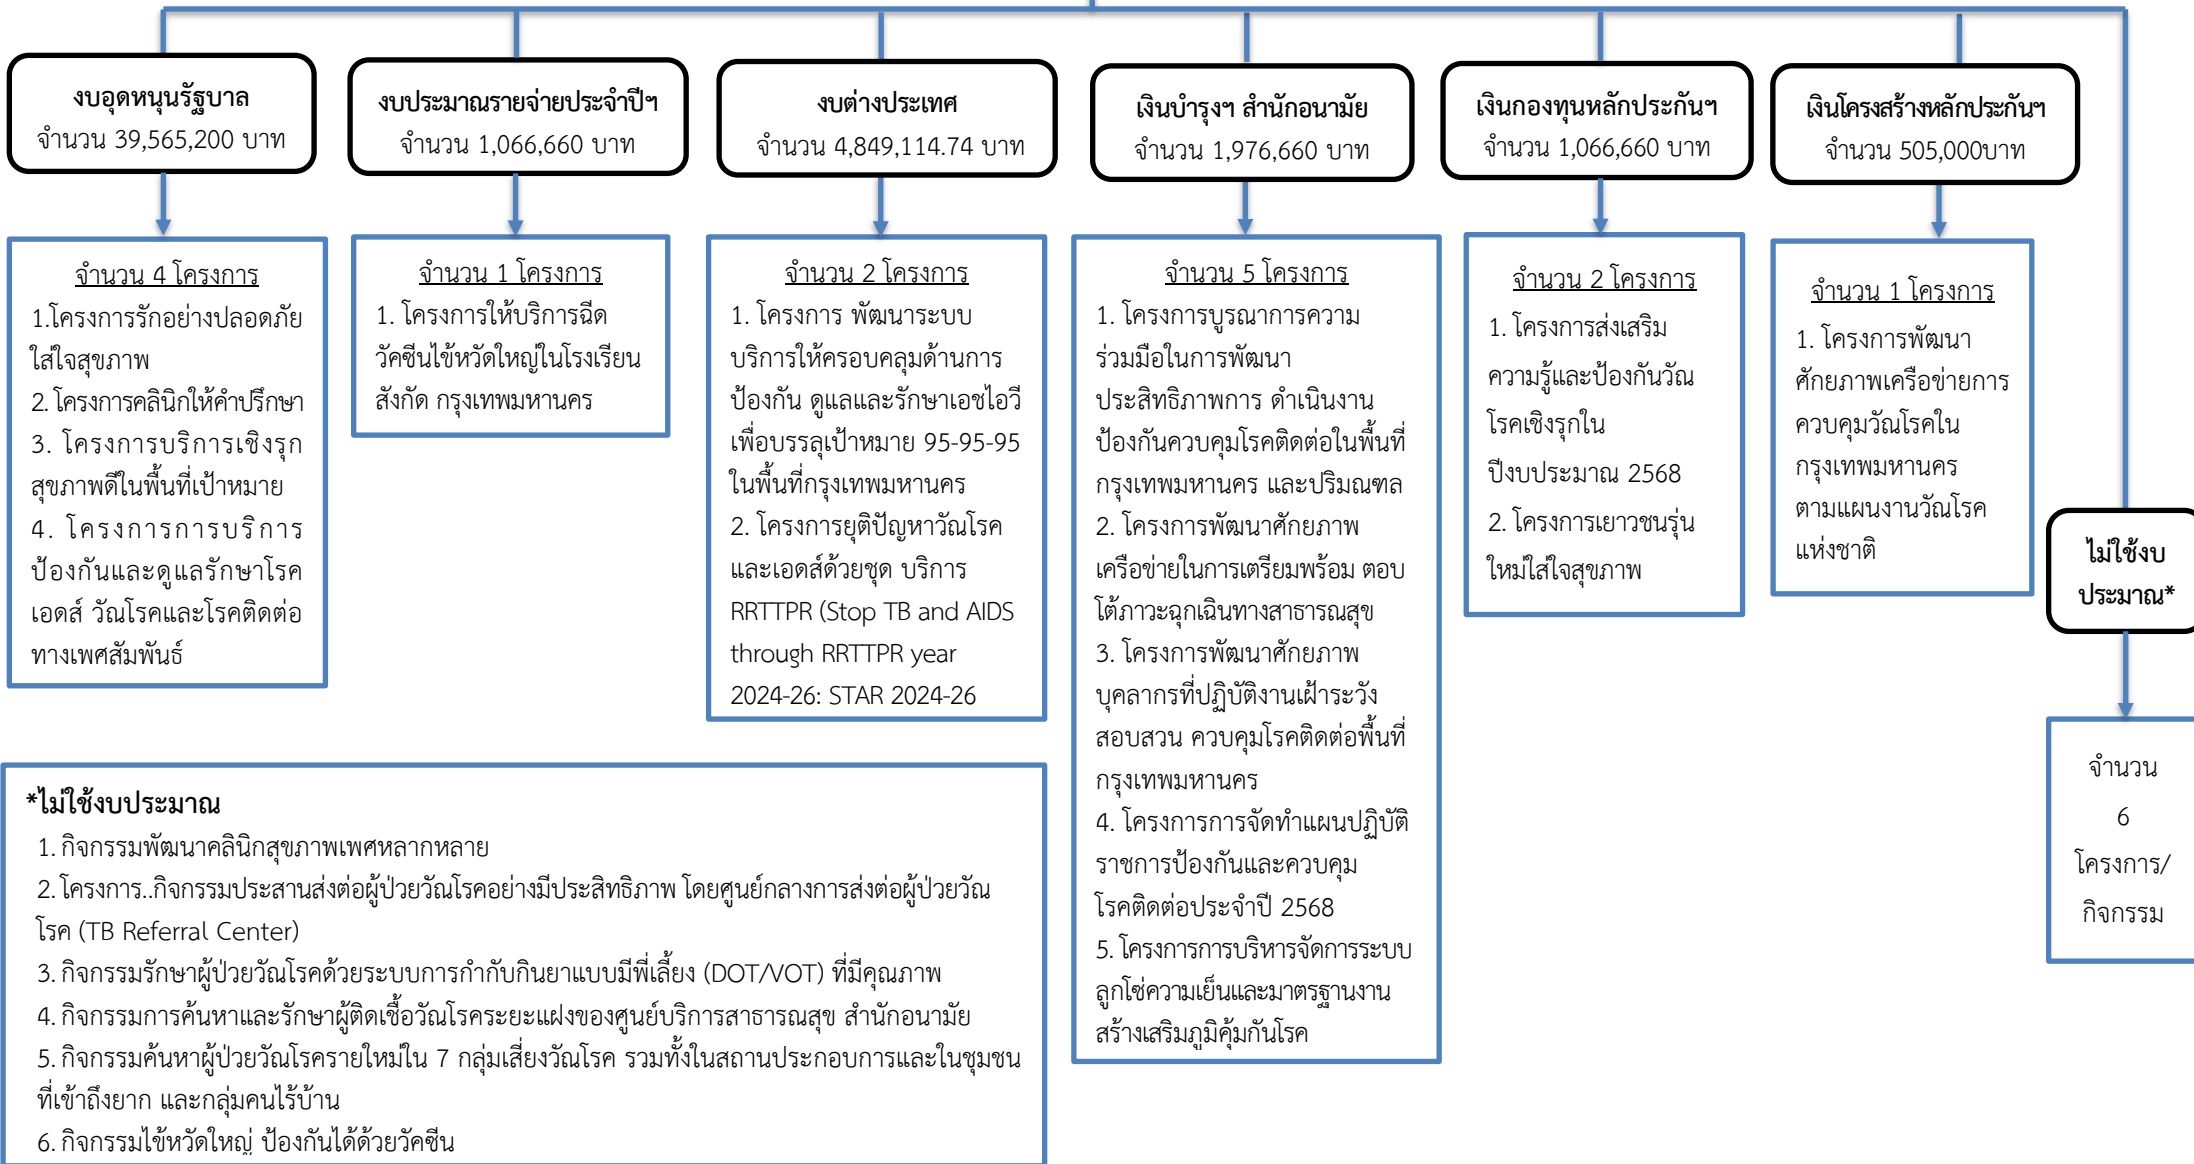 งบอุดหนุนรัฐบาล
จำนวน 39,565,200 บาท
งบประมาณรายจ่ายประจำปีฯ
จำนวน 1,066,660 บาท
งบต่างประเทศ
จำนวน 4,849,114.74 บาท
เงินบำรุงฯ สำนักอนามัย
จำนวน 1,976,660 บาท
เงินกองทุนหลักประกันฯ
จำนวน 1,066,660 บาท
เงินโครงสร้างหลักประกันฯ
จำนวน 505,000บาท
จำนวน 4 โครงการ
1.โครงการรักอย่างปลอดภัย
ใส่ใจสุขภาพ
2. โครงการคลินิกให้คำปรึกษา
3. โครงการบริการเชิงรุก
สุขภาพดีในพื้นที่เป้าหมาย
4. โครงการการบริการ
ป้องกันและดูแลรักษาโรค
เอดส์ วัณโรคและโรคติดต่อ
ทางเพศสัมพันธ์
จำนวน 1 โครงการ
1. โครงการให้บริการฉีด
วัคซีนไข้หวัดใหญ่ในโรงเรียน
สังกัด กรุงเทพมหานคร
จำนวน 2 โครงการ
1. โครงการ พัฒนาระบบ
บริการให้ครอบคลุมด้านการ
ป้องกัน ดูแลและรักษาเอชไอวี
เพื่อบรรลุเป้าหมาย 95-95-95
ในพื้นที่กรุงเทพมหานคร
2. โครงการยุติปัญหาวัณโรค
และเอดส์ด้วยชุด บริการ
RRTTPR (Stop TB and AIDS
through RRTTPR year
2024-26: STAR 2024-26
จำนวน 5 โครงการ
1. โครงการบูรณาการความ
ร่วมมือในการพัฒนา
ประสิทธิภาพการ ดำเนินงาน
ป้องกันควบคุมโรคติดต่อในพื้นที่
กรุงเทพมหานคร และปริมณฑล
2. โครงการพัฒนาศักยภาพ
เครือข่ายในการเตรียมพร้อม ตอบ
โต้ภาวะฉุกเฉินทางสาธารณสุข
3. โครงการพัฒนาศักยภาพ
บุคลากรที่ปฏิบัติงานเฝ้าระวัง
สอบสวน ควบคุมโรคติดต่อพื้นที่
กรุงเทพมหานคร
4. โครงการการจัดทำแผนปฏิบัติ
ราชการป้องกันและควบคุม
โรคติดต่อประจำปี 2568
5. โครงการการบริหารจัดการระบบ
ลูกโซ่ความเย็นและมาตรฐานงาน
สร้างเสริมภูมิคุ้มกันโรค
จำนวน 2 โครงการ
1. โครงการส่งเสริม
ความรู้และป้องกันวัณ
โรคเชิงรุกใน
ปีงบประมาณ 2568
2. โครงการเยาวชนรุ่น
ใหม่ใส่ใจสุขภาพ
จำนวน 1 โครงการ
1. โครงการพัฒนา
ศักยภาพเครือข่ายการ
ควบคุมวัณโรคใน
กรุงเทพมหานคร
ตามแผนงานวัณโรค
แห่งชาติ
ไม่ใช้งบ
ประมาณ*
จำนวน
6
โครงการ/
กิจกรรม
*ไม่ใช้งบประมาณ
1. กิจกรรมพัฒนาคลินิกสุขภาพเพศหลากหลาย
2. โครงการ..กิจกรรมประสานส่งต่อผู้ป่วยวัณโรคอย่างมีประสิทธิภาพ โดยศูนย์กลางการส่งต่อผู้ป่วยวัณ
โรค (TB Referral Center)
3. กิจกรรมรักษาผู้ป่วยวัณโรคด้วยระบบการกำกับกินยาแบบมีพี่เลี้ยง (DOT/VOT) ที่มีคุณภาพ
4. กิจกรรมการค้นหาและรักษาผู้ติดเชื้อวัณโรคระยะแฝงของศูนย์บริการสาธารณสุข สำนักอนามัย
5. กิจกรรมค้นหาผู้ป่วยวัณโรครายใหม่ใน 7 กลุ่มเสี่ยงวัณโรค รวมทั้งในสถานประกอบการและในชุมชน
ที่เข้าถึงยาก และกลุ่มคนไร้บ้าน
6. กิจกรรมไข้หวัดใหญ่ ป้องกันได้ด้วยวัคซีน